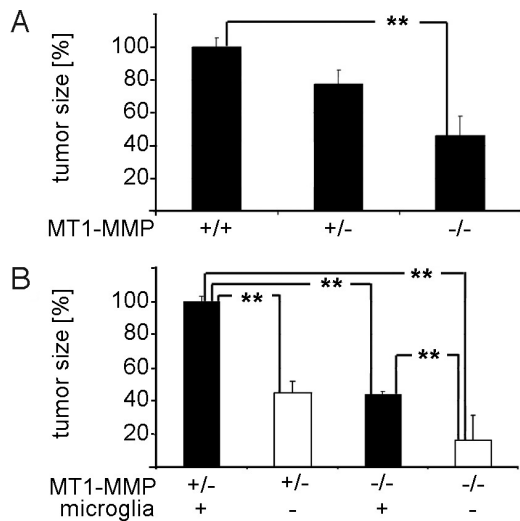 A
tumor size [%]
**
100
80
60
40
20
MT1-MMP +/+ +/- -/-
B
tumor size [%]
**
**
**
**
100
80
60
40
20
MT1-MMP +/- +/- -/- -/-
microglia + - + -